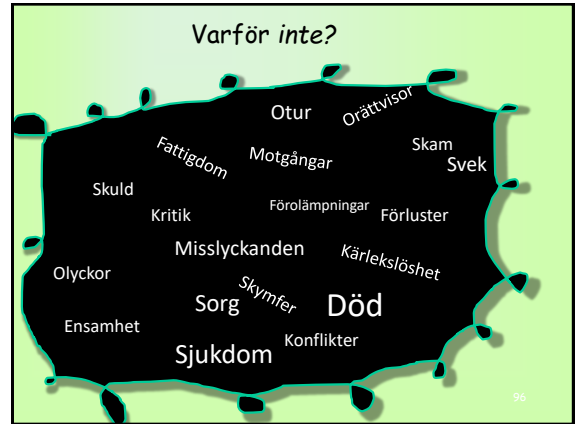 Varför inte?
Otur
Orättvisor
Fattigdom
Motgångar
Skam
Svek
Skuld
Kritik
Förolämpningar
Förluster
Misslyckanden
Kärlekslöshet
Olyckor
Sorg
Skymfer
Död
Ensamhet
Konflikter
Sjukdom
96